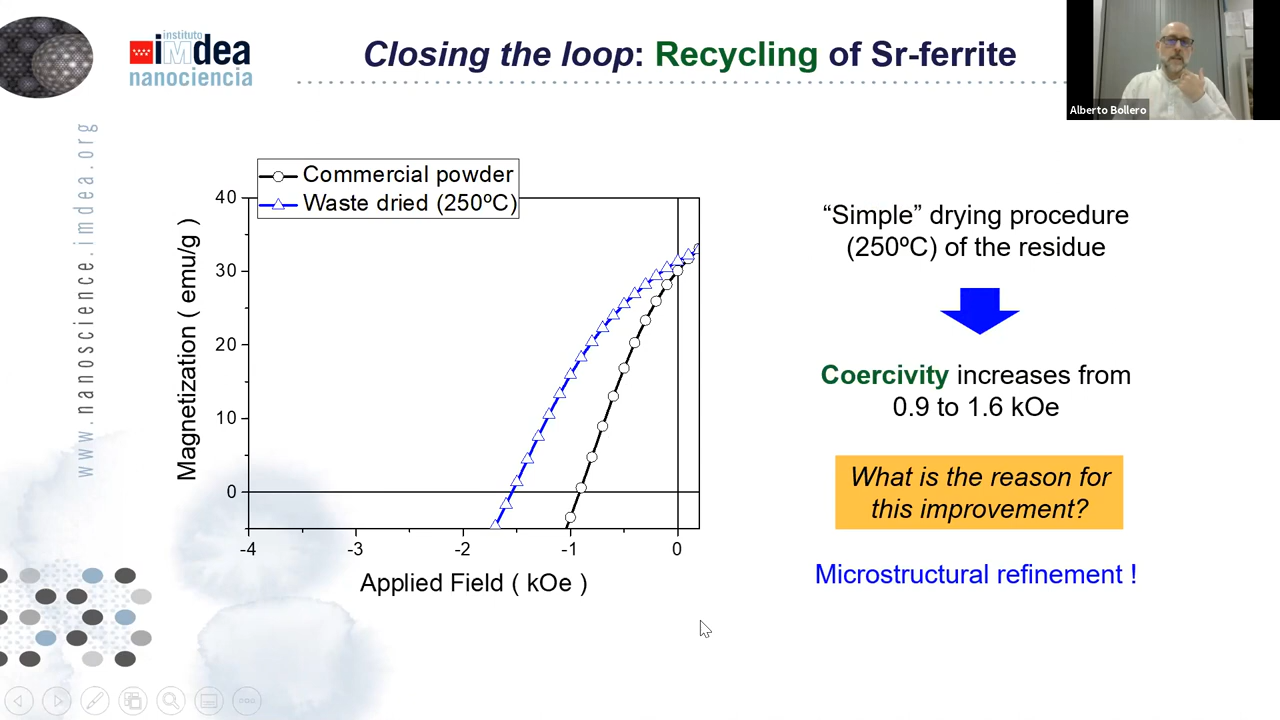 instituto
imdea
nanociencia
Closing the loop: Recycling of Sr-ferrite
Alberto Bollero
www.nanoscience.imdea.org
Commercial powder
Waste dried (250ºC)
Magnetization ( emu/g )
40
30
20
10
0
-4 -3 -2 -1 0
Applied Field ( kOe )
“Simple” drying procedure
(250ºC) of the residue
Coercivity increases from
0.9 to 1.6 kOe
What is the reason for
this improvement?
Microstructural refinement !